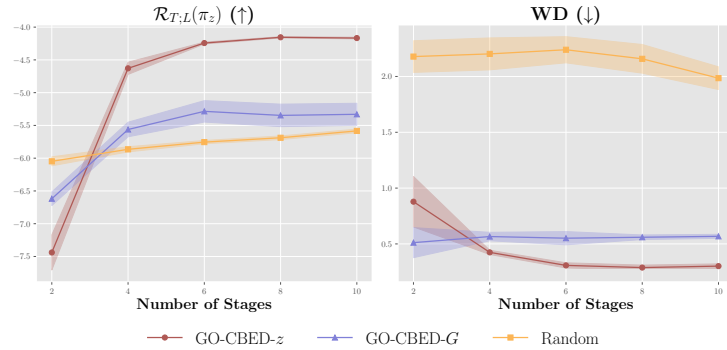 $\mathcal{R}_{T;L}(\pi_z)$ (↑)
−4.0
−4.5
−5.0
−5.5
−6.0
−6.5
−7.0
−7.5
2 4 6 8 10
Number of Stages
WD (↓)
2.0
1.5
1.0
0.5
2 4 6 8 10
Number of Stages
GO-CBED-z GO-CBED-G Random